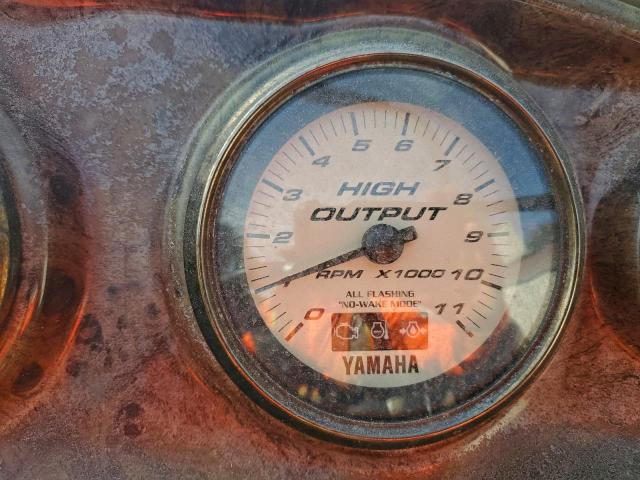 5 6
4 7
3 HIGH 8
OUTPUT
2 9
RPM X1000 10
ALL FLASHING
"NO-WAKE MODE"
0 11
YAMAHA